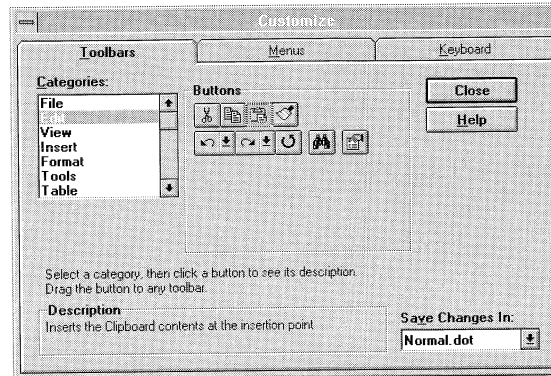 Customize
Toolbars
Menus
Keyboard
Categories:
File
Edit
View
Insert
Format
Tools
Table
Buttons
Close
Help
Select a category, then click a button to see its description.
Drag the button to any toolbar.
Description
Inserts the Clipboard contents at the insertion point
Save Changes In:
Normal.dot